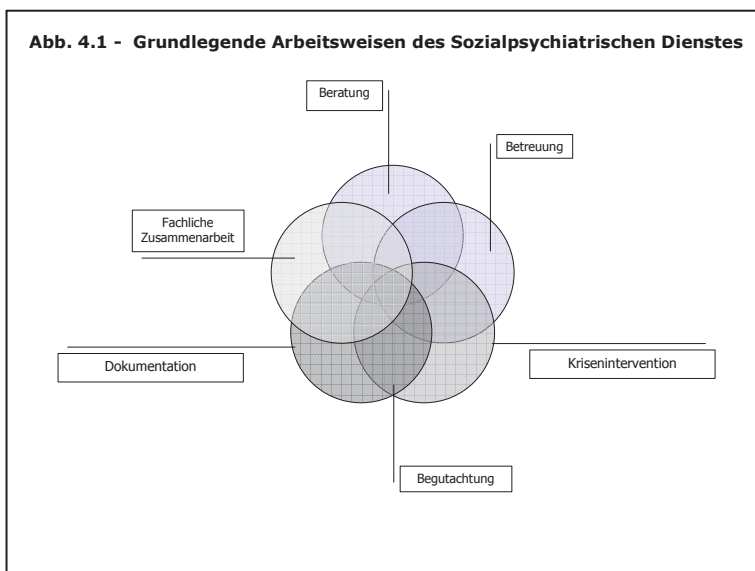 Abb. 4.1 - Grundlegende Arbeitsweisen des Sozialpsychiatrischen Dienstes
Beratung
Betreuung
Fachliche
Zusammenarbeit
Dokumentation
Krisenintervention
Begutachtung